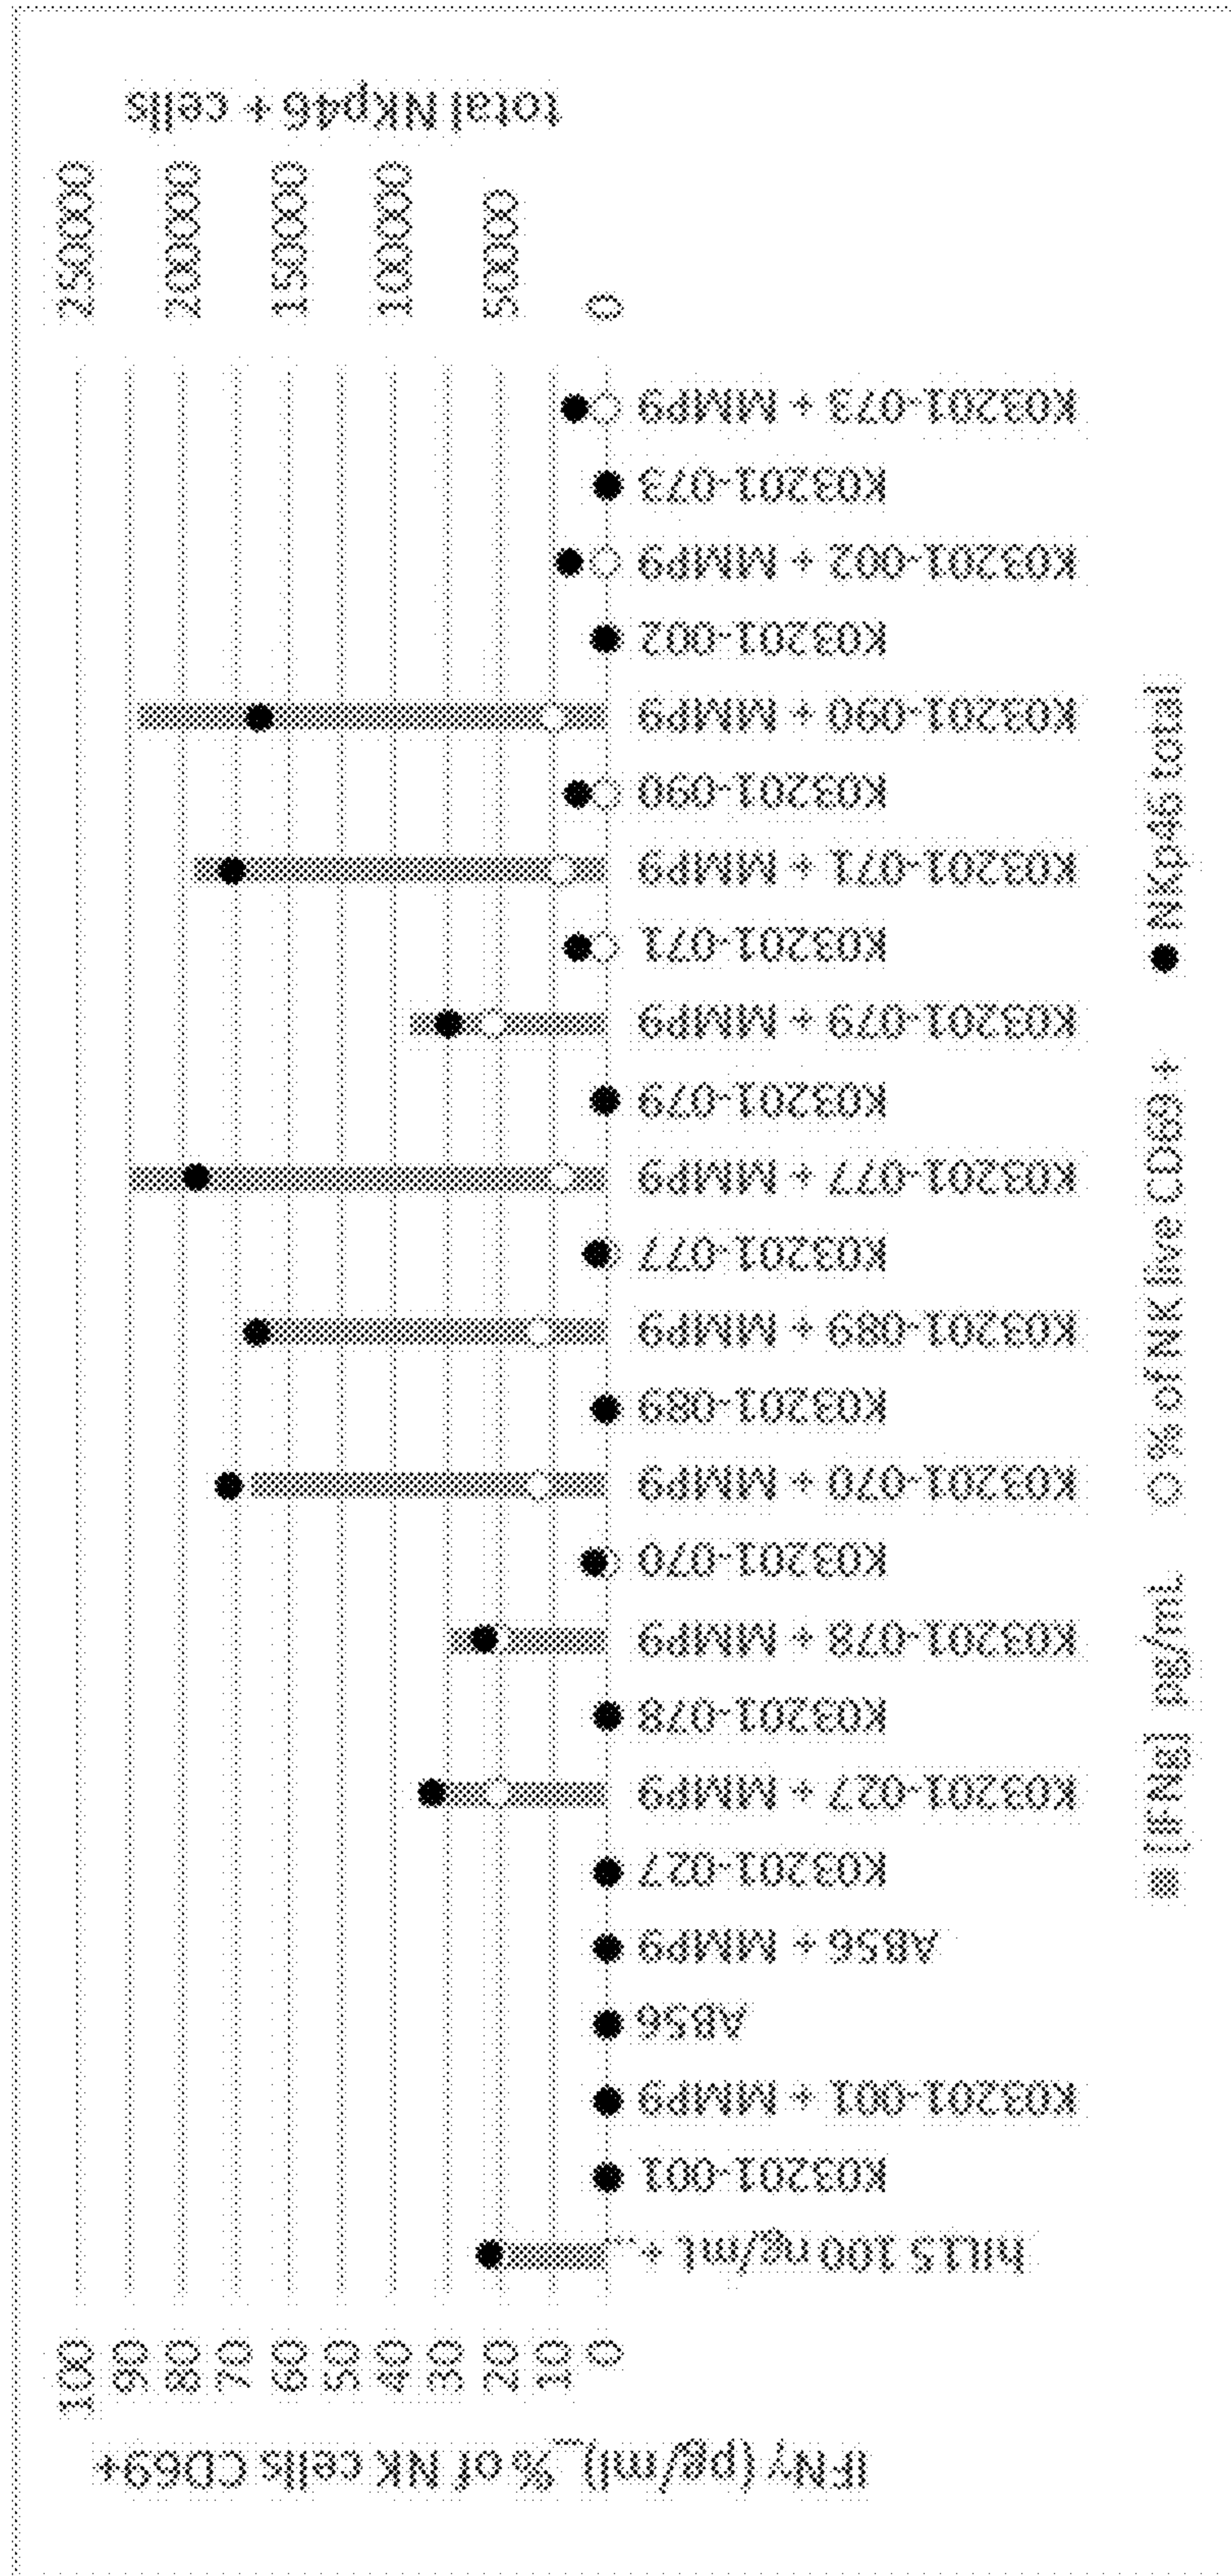 IFNγ (pg/ml), % of NK cells CD69+
100
90
80
70
60
50
40
30
20
10
0
hIL15 100 ng/mL +
K03201-001
K03201-001 + MMP9
AB56
AB56 + MMP9
K03201-027
K03201-027 + MMP9
K03201-078
K03201-078 + MMP9
K03201-070
K03201-070 + MMP9
K03201-089
K03201-089 + MMP9
K03201-077
K03201-077 + MMP9
K03201-079
K03201-079 + MMP9
K03201-071
K03201-071 + MMP9
K03201-090
K03201-090 + MMP9
K03201-002
K03201-002 + MMP9
K03201-073
K03201-073 + MMP9
250000
200000
150000
100000
50000
0
total NKp46 + cells
[IFNg] pg/mL % of NK live CD69 + NKp46 total